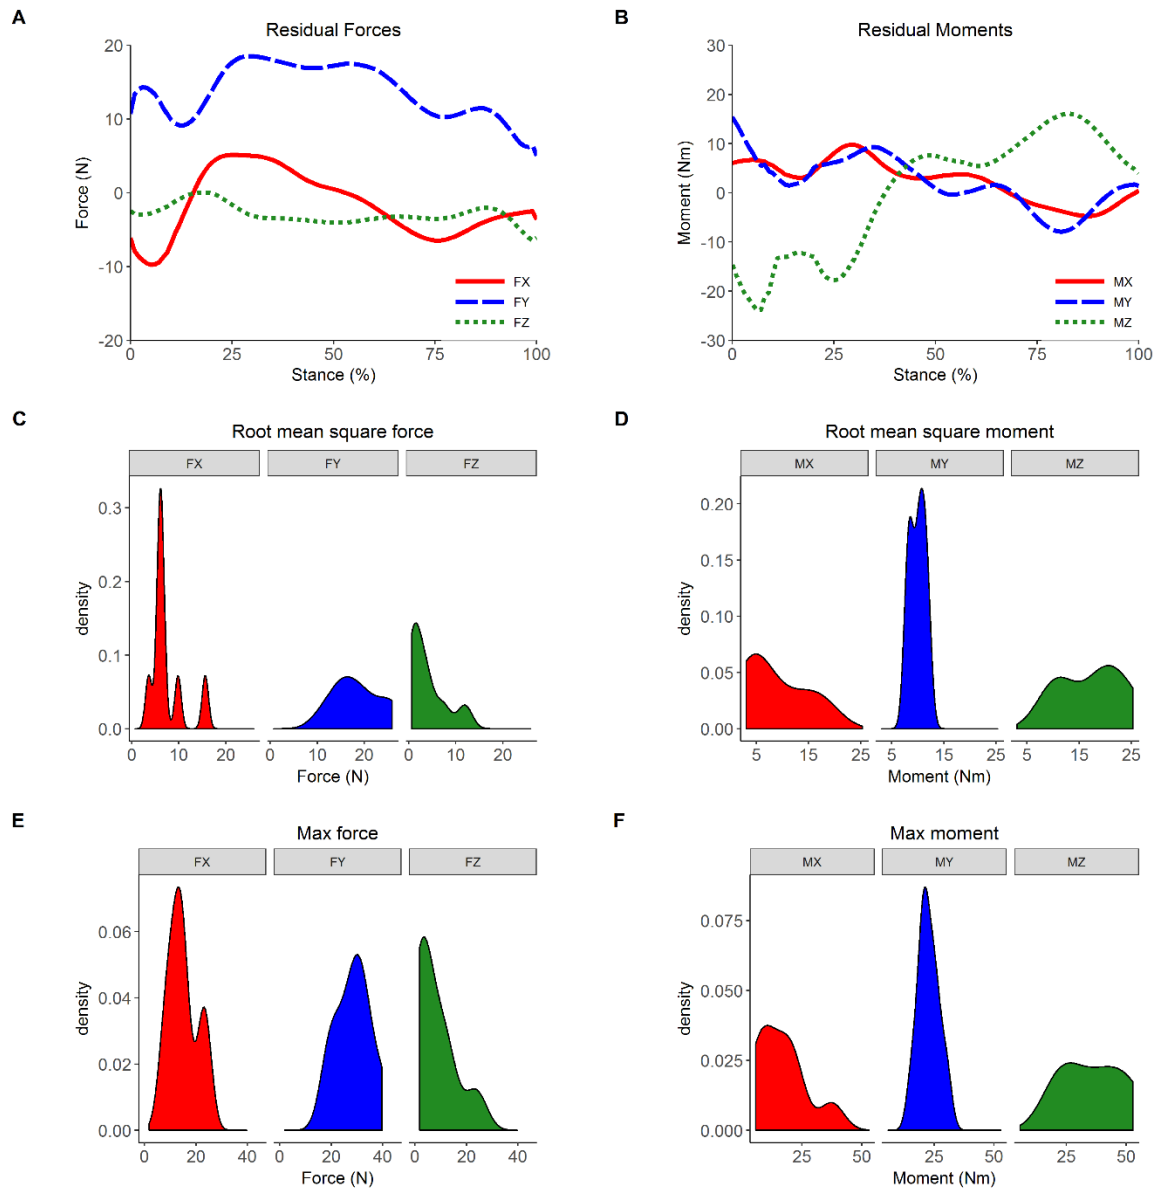 A
Residual Forces
20
10
0
-10
-20
Force (N)
FX
FY
FZ
0 25 50 75 100
Stance (%)
B
Residual Moments
30
20
10
0
-10
-20
-30
Moment (Nm)
MX
MY
MZ
0 25 50 75 100
Stance (%)
C
Root mean square force
FX FY FZ
0.3
0.2
0.1
0.0
density
0 10 20 0 10 20 0 10 20
Force (N)
D
Root mean square moment
MX MY MZ
0.20
0.15
0.10
0.05
0.00
density
5 15 25 5 15 25 5 15 25
Moment (Nm)
E
Max force
FX FY FZ
0.06
0.04
0.02
0.00
density
0 20 40 0 20 40 0 20 40
Force (N)
F
Max moment
MX MY MZ
0.075
0.050
0.025
0.000
density
25 50 25 50 25 50
Moment (Nm)